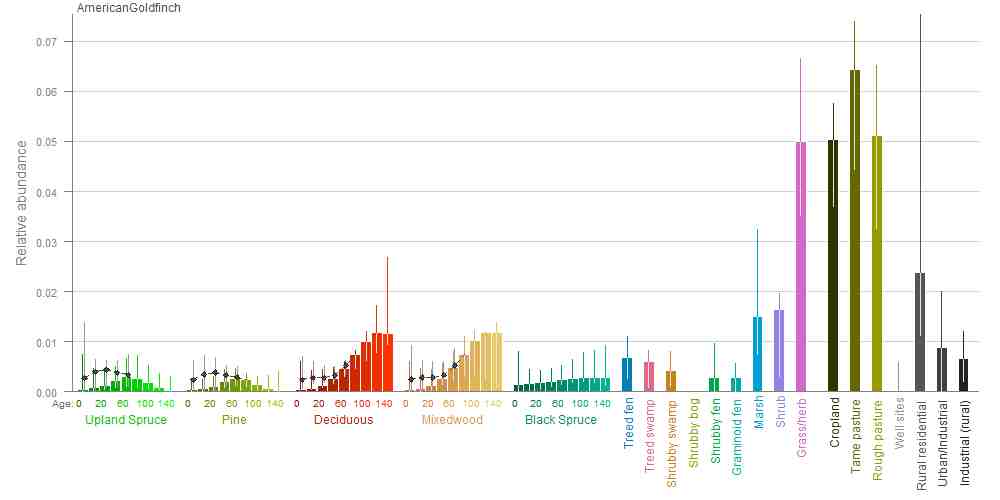 AmericanGoldfinch
Relative abundance
0.07
0.06
0.05
0.04
0.03
0.02
0.01
0.00
Age: 0 20 60 100 140 0 20 60 100 140 0 20 60 100 140 0 20 60 100 140 0 20 60 100 140
Upland Spruce Pine Deciduous Mixedwood Black Spruce
Treed fen
Treed swamp
Shrubby swamp
Shrubby bog
Shrubby fen
Graminoid fen
Marsh
Shrub
Grass/herb
Cropland
Tame pasture
Rough pasture
Well sites
Rural residential
Urban/Industrial
Industrial (rural)